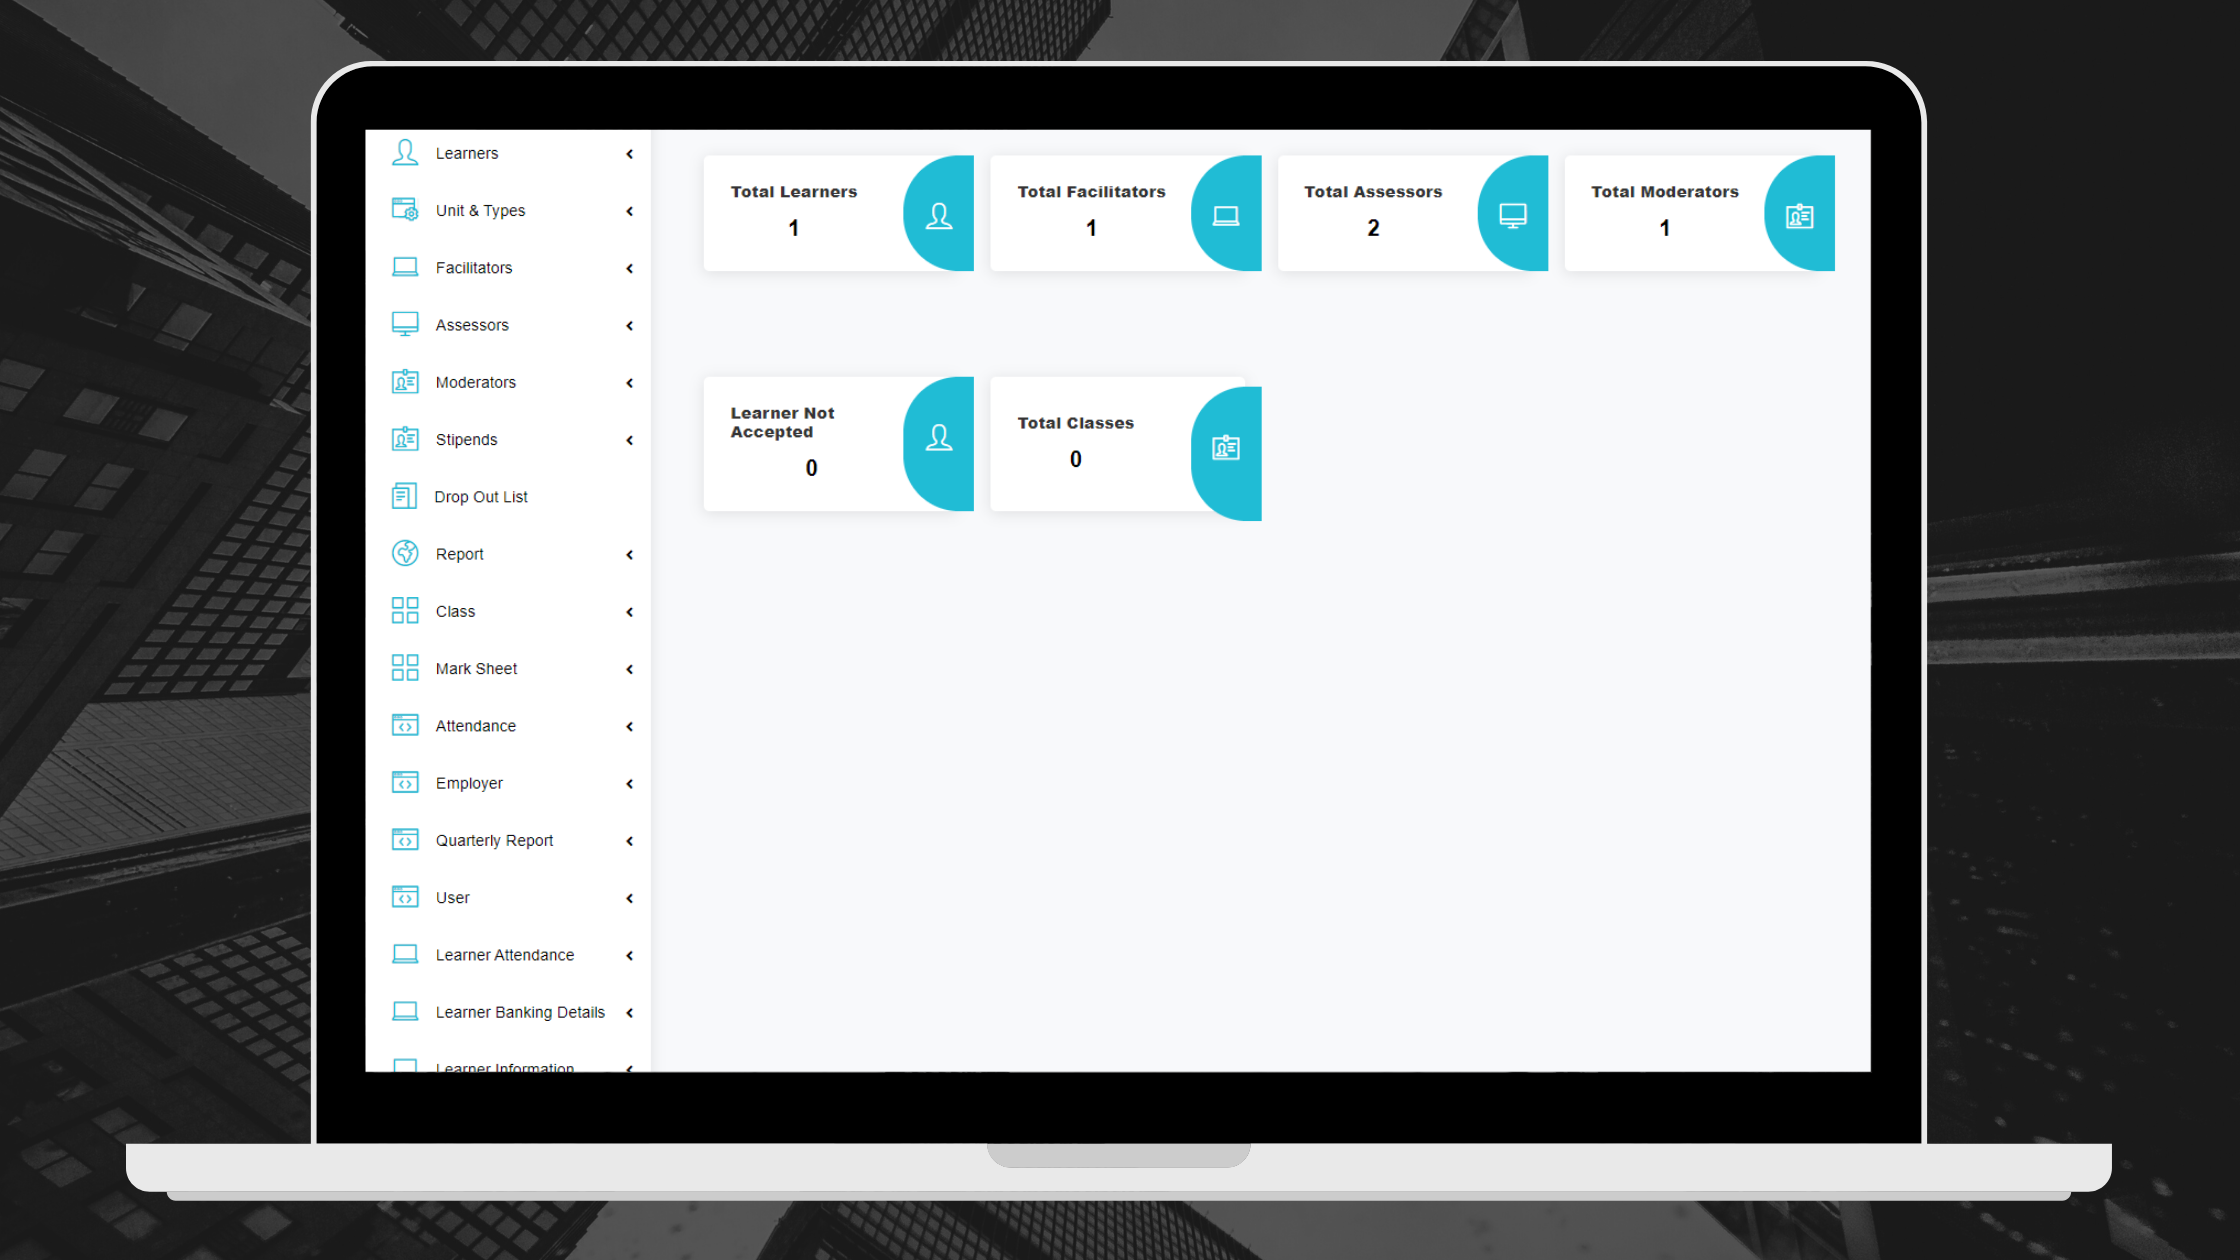 Learners
Unit & Types
Facilitators
Assessors
Moderators
Stipends
Drop Out List
Report
Class
Mark Sheet
Attendance
Employer
Quarterly Report
User
Learner Attendance
Learner Banking Details
Learner Information
Total Learners
1
Total Facilitators
1
Total Assessors
2
Total Moderators
1
Learner Not
Accepted
0
Total Classes
0